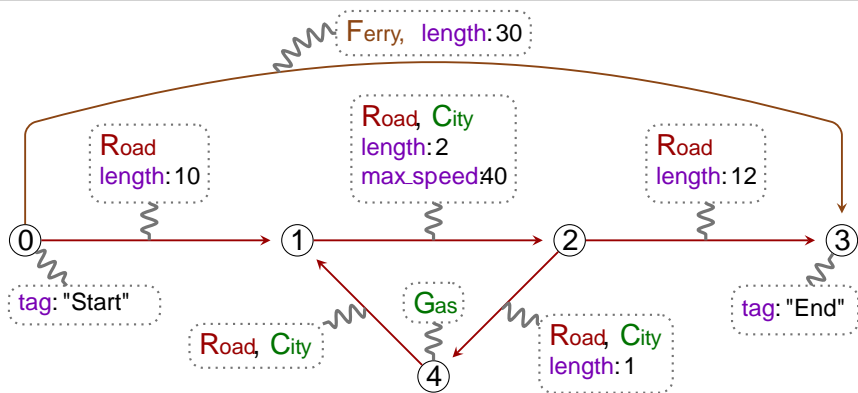 Ferry, length: 30
Road
length: 10
Road, City
length: 2
max_speed: 40
Road
length: 12
0
1
2
3
tag: "Start"
Road, City
Gas
4
Road, City
length: 1
tag: "End"